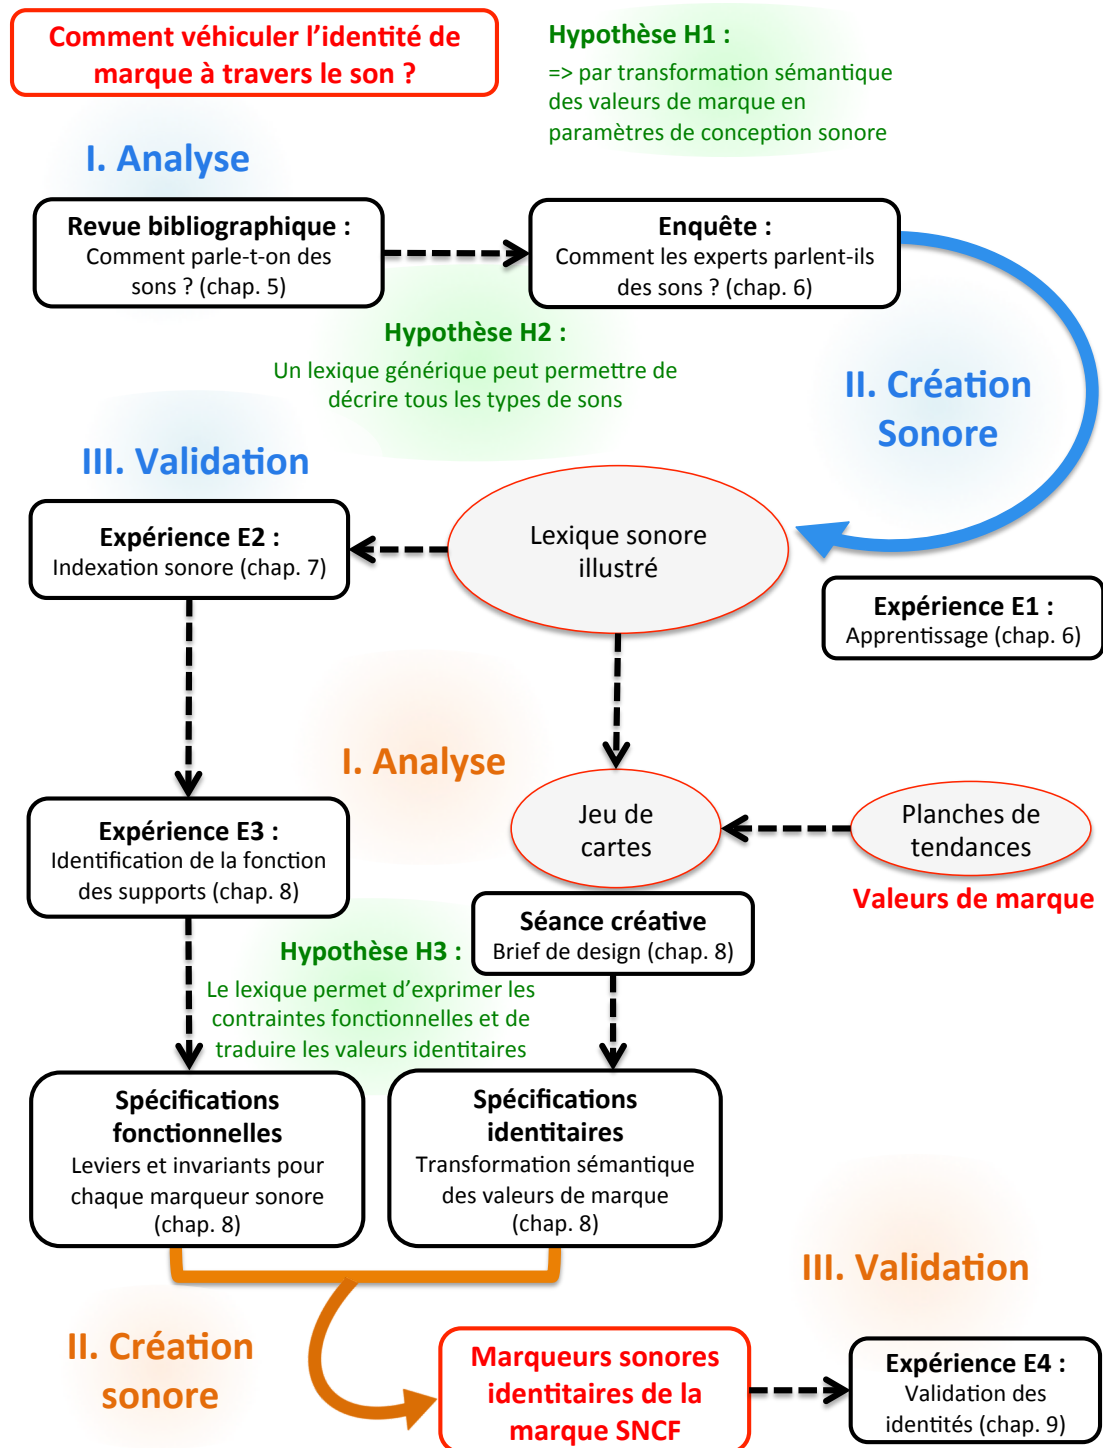 Comment véhiculer l’identité de
marque à travers le son ?
Hypothèse H1 :
=> par transformation sémantique
des valeurs de marque en
paramètres de conception sonore
I. Analyse
Revue bibliographique :
Comment parle-t-on des
sons ? (chap. 5)
Enquête :
Comment les experts parlent-ils
des sons ? (chap. 6)
Hypothèse H2 :
Un lexique générique peut permettre de
décrire tous les types de sons
II. Création
Sonore
III. Validation
Expérience E2 :
Indexation sonore (chap. 7)
Lexique sonore
illustré
Expérience E1 :
Apprentissage (chap. 6)
I. Analyse
Expérience E3 :
Identification de la fonction
des supports (chap. 8)
Jeu de
cartes
Planches de
tendances
Valeurs de marque
Séance créative
Brief de design (chap. 8)
Hypothèse H3 :
Le lexique permet d’exprimer les
contraintes fonctionnelles et de
traduire les valeurs identitaires
Spécifications
fonctionnelles
Leviers et invariants pour
chaque marqueur sonore
(chap. 8)
Spécifications
identitaires
Transformation sémantique
des valeurs de marque
(chap. 8)
III. Validation
II. Création
sonore
Marqueurs sonores
identitaires de la
marque SNCF
Expérience E4 :
Validation des
identités (chap. 9)